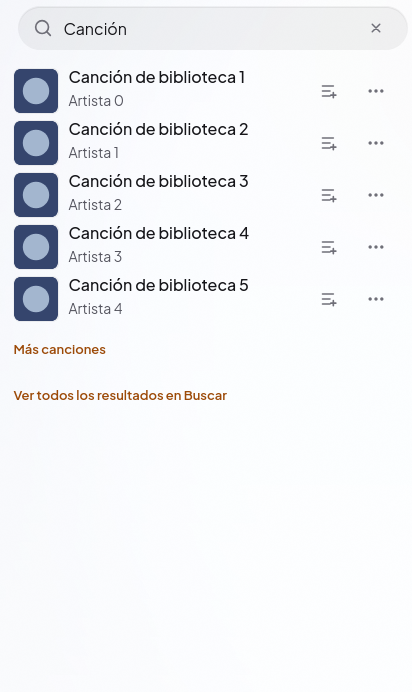 Canción
Canción de biblioteca 1
Artista 0
Canción de biblioteca 2
Artista 1
Canción de biblioteca 3
Artista 2
Canción de biblioteca 4
Artista 3
Canción de biblioteca 5
Artista 4
Más canciones
Ver todos los resultados en Buscar